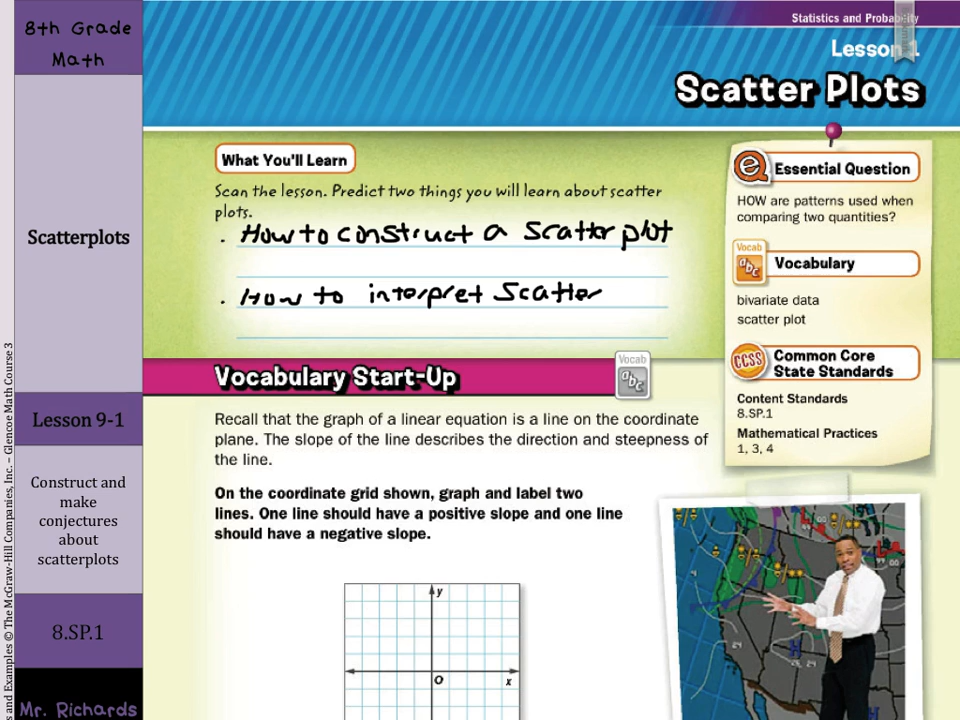 8th Grade
Math
Scatterplots
Lesson 9-1
Construct and
make
conjectures
about
scatterplots
8.SP.1
Mr. Richards
s and Examples © The McGraw-Hill Companies, Inc. – Glencoe Math Course 3
Statistics and Probability
Lesson 1
Scatter Plots
What You'll Learn
Scan the lesson. Predict two things you will learn about scatter
plots.
. How to construct a scatter plot
. How to interpret Scatter
Vocabulary Start-Up
Vocab
abc
Recall that the graph of a linear equation is a line on the coordinate
plane. The slope of the line describes the direction and steepness of
the line.
On the coordinate grid shown, graph and label two
lines. One line should have a positive slope and one line
should have a negative slope.
y
O
x
e Essential Question
HOW are patterns used when
comparing two quantities?
Vocab
abc
Vocabulary
bivariate data
scatter plot
CCSS
Common Core
State Standards
Content Standards
8.SP.1
Mathematical Practices
1, 3, 4
H
H